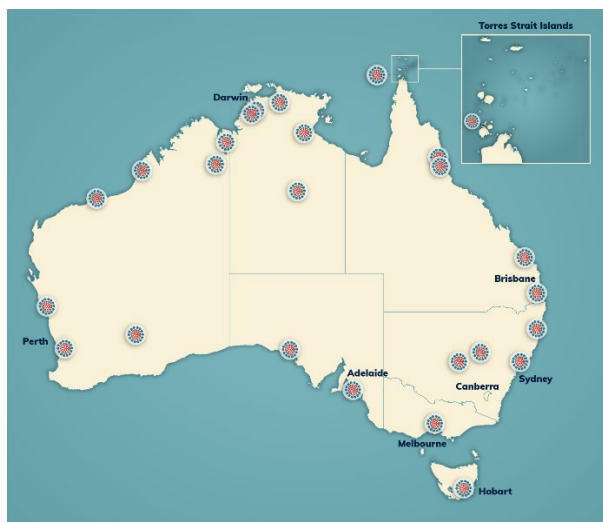 Torres Strait Islands
Darwin
Brisbane
Perth
Adelaide
Canberra
Sydney
Melbourne
Hobart